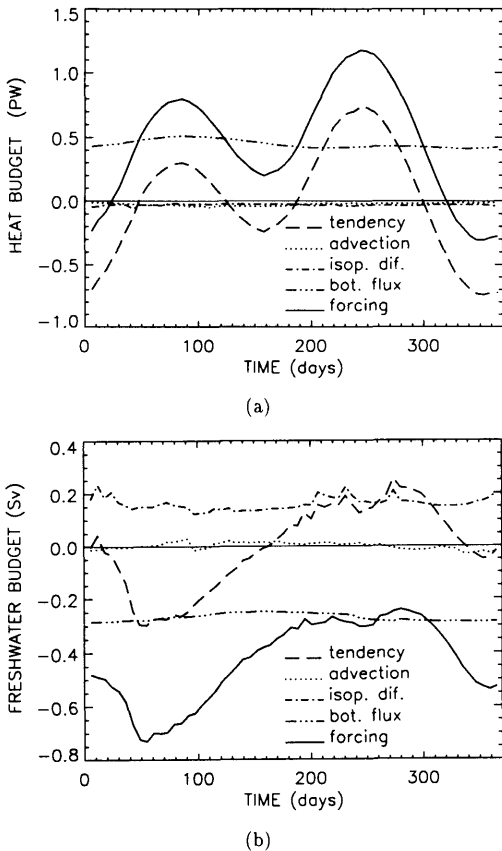 1.5
1.0
0.5
0.0
−0.5
−1.0
HEAT BUDGET (PW)
tendency
advection
isop. dif.
bot. flux
forcing
0 100 200 300
TIME (days)
(a)
0.4
0.2
0.0
−0.2
−0.4
−0.6
−0.8
FRESHWATER BUDGET (Sv)
tendency
advection
isop. dif.
bot. flux
forcing
0 100 200 300
TIME (days)
(b)